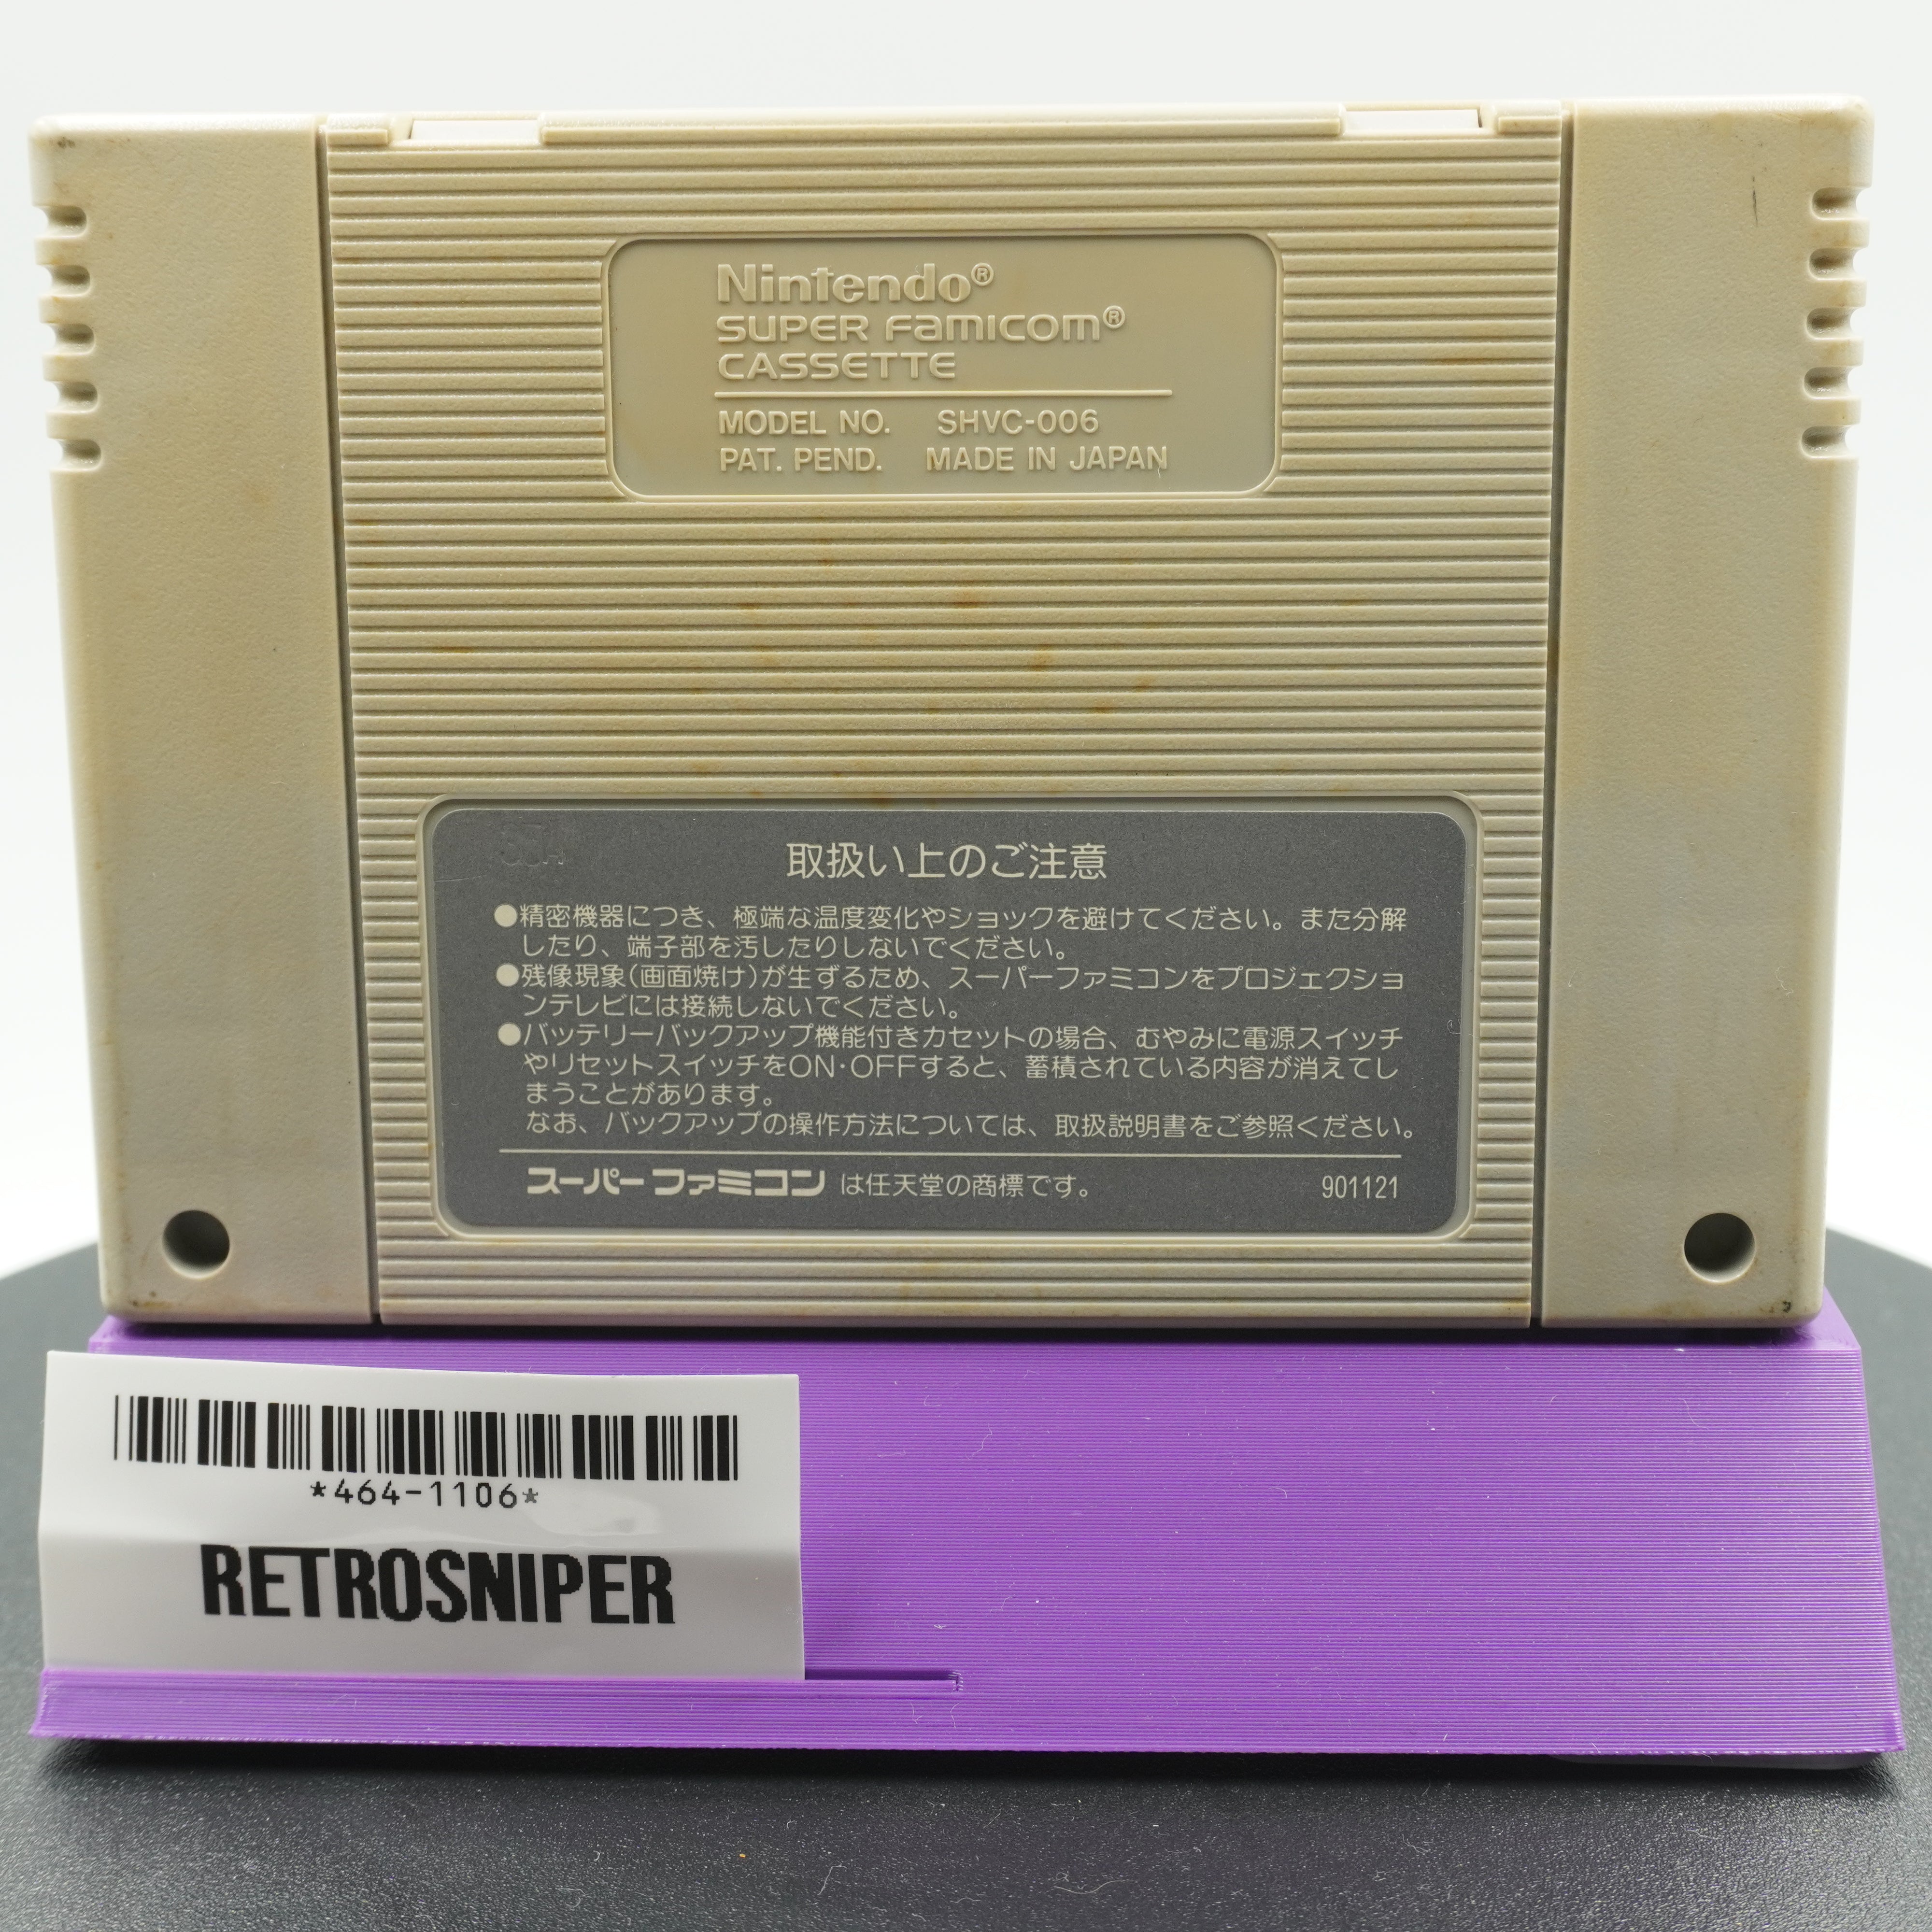 Nintendo®
SUPER Famicom®
CASSETTE
MODEL NO. SHVC-006
PAT. PEND. MADE IN JAPAN
取扱い上のご注意
●精密機器につき、極端な温度変化やショックを避けてください。また分解
したり、端子部を汚したりしないでください。
●残像現象(画面焼け)が生ずるため、スーパーファミコンをプロジェクショ
ンテレビには接続しないでください。
●バッテリーバックアップ機能付きカセットの場合、むやみに電源スイッチ
やリセットスイッチをON・OFFすると、蓄積されている内容が消えてし
まうことがあります。
なお、バックアップの操作方法については、取扱説明書をご参照ください。
スーパーファミコン は任天堂の商標です。 901121
*464-1106*
RETROSNIPER